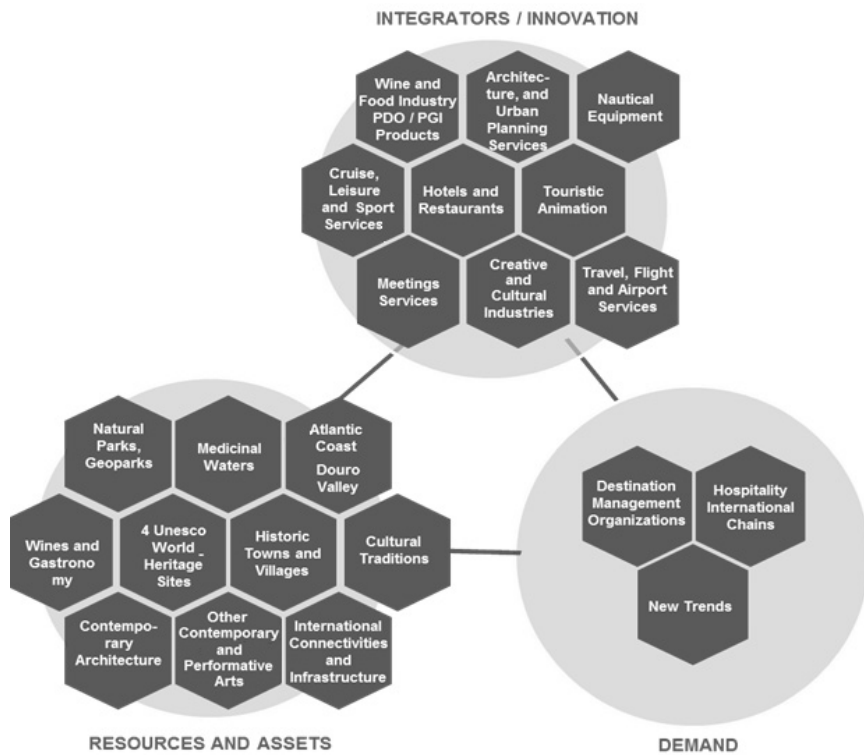 INTEGRATORS / INNOVATION
Wine and
Food Industry
PDO / PGI
Products
Architec-
ture, and
Urban
Planning
Services
Nautical
Equipment
Cruise,
Leisure
and Sport
Services
Hotels and
Restaurants
Touristic
Animation
Meetings
Services
Creative
and
Cultural
Industries
Travel, Flight
and Airport
Services
Natural
Parks,
Geoparks
Medicinal
Waters
Atlantic
Coast
Douro
Valley
Wines and
Gastrono
my
4 Unesco
World _
Heritage
Sites
Historic
Towns and
Villages
Cultural
Traditions
Contempo-
rary
Architecture
Other
Contemporary
and
Performative
Arts
International
Connectivities
and
Infrastructure
Destination
Management
Organizations
Hospitality
International
Chains
New Trends
RESOURCES AND ASSETS
DEMAND